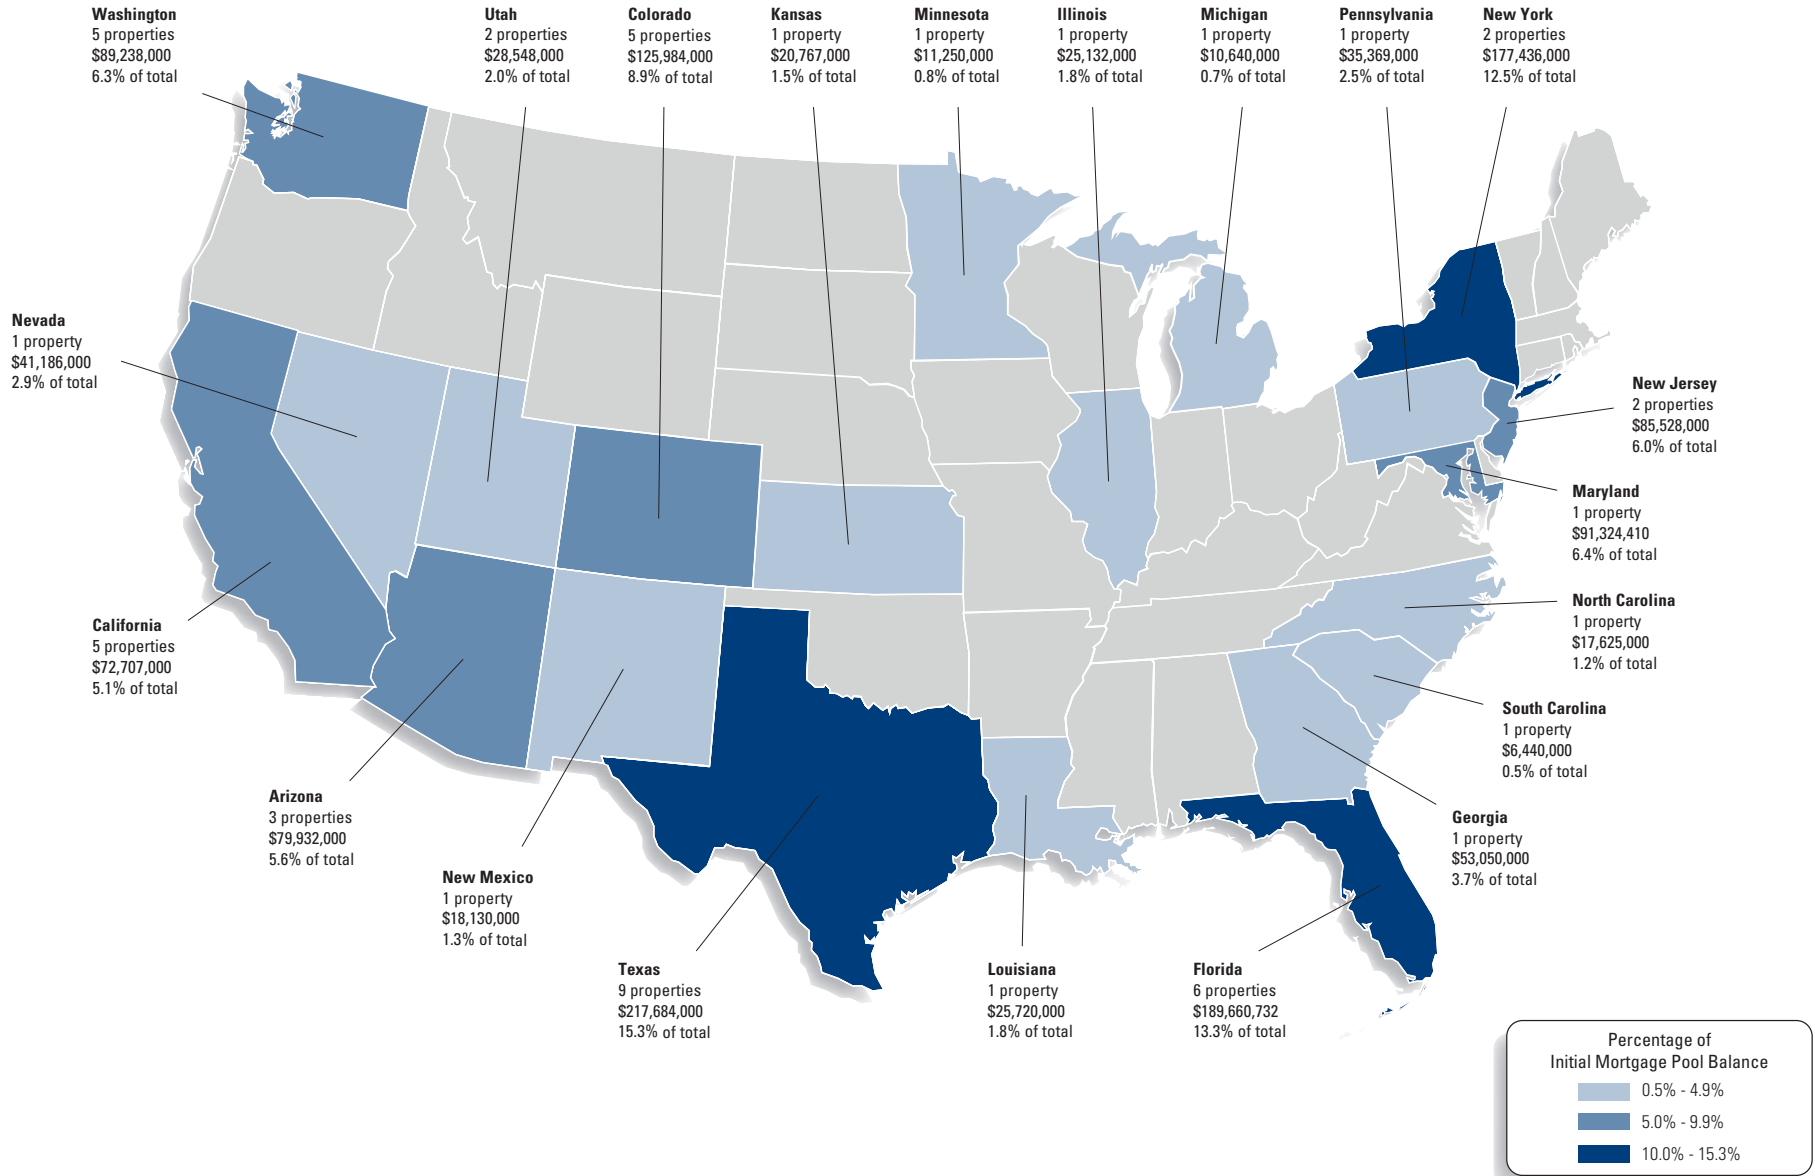 Washington
5 properties
$89,238,000
6.3% of total
Utah
2 properties
$28,548,000
2.0% of total
Colorado
5 properties
$125,984,000
8.9% of total
Kansas
1 property
$20,767,000
1.5% of total
Minnesota
1 property
$11,250,000
0.8% of total
Illinois
1 property
$25,132,000
1.8% of total
Michigan
1 property
$10,640,000
0.7% of total
Pennsylvania
1 property
$35,369,000
2.5% of total
New York
2 properties
$177,436,000
12.5% of total
Nevada
1 property
$41,186,000
2.9% of total
New Jersey
2 properties
$85,528,000
6.0% of total
Maryland
1 property
$91,324,410
6.4% of total
North Carolina
1 property
$17,625,000
1.2% of total
California
5 properties
$72,707,000
5.1% of total
South Carolina
1 property
$6,440,000
0.5% of total
Arizona
3 properties
$79,932,000
5.6% of total
Georgia
1 property
$53,050,000
3.7% of total
New Mexico
1 property
$18,130,000
1.3% of total
Texas
9 properties
$217,684,000
15.3% of total
Louisiana
1 property
$25,720,000
1.8% of total
Florida
6 properties
$189,660,732
13.3% of total
Percentage of
Initial Mortgage Pool Balance
0.5% - 4.9%
5.0% - 9.9%
10.0% - 15.3%